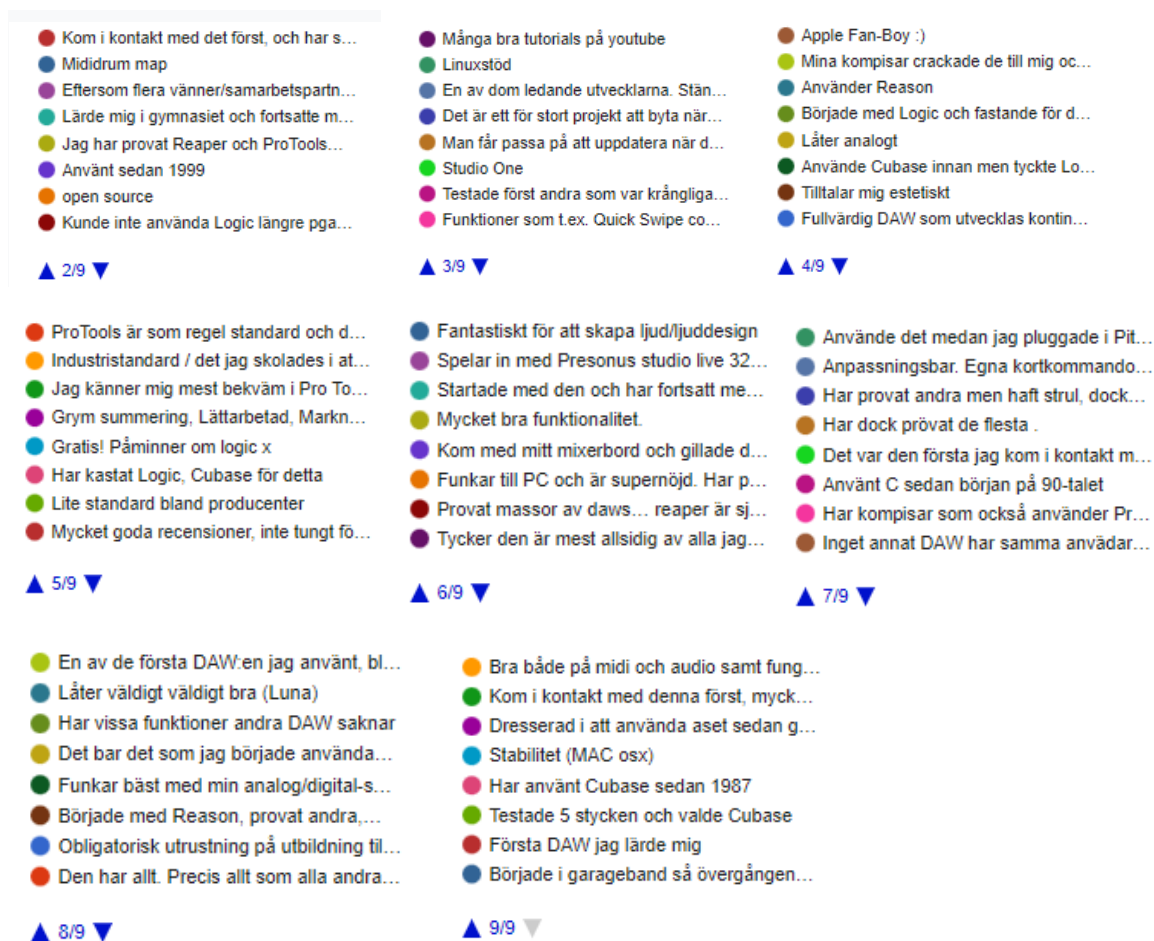 Kom i kontakt med det först, och har s...
Mididrum map
Eftersom flera vänner/samarbetspartn...
Lärde mig i gymnasiet och fortsatte m...
Jag har provat Reaper och ProTools...
Använt sedan 1999
open source
Kunde inte använda Logic längre pga...
2/9
Många bra tutorials på youtube
Linuxstöd
En av dom ledande utvecklarna. Stän...
Det är ett för stort projekt att byta när...
Man får passa på att uppdatera när d...
Studio One
Testade först andra som var krångliga...
Funktioner som t.ex. Quick Swipe co...
3/9
Apple Fan-Boy :)
Mina kompisar crackade de till mig oc...
Använder Reason
Började med Logic och fastande för d...
Låter analogt
Använde Cubase innan men tyckte Lo...
Tilltalar mig estetiskt
Fullvärdig DAW som utvecklas kontin...
4/9
ProTools är som regel standard och d...
Industristandard / det jag skolades i at...
Jag känner mig mest bekväm i Pro To...
Grym summering, Lättarbetad, Markn...
Gratis! Påminner om logic x
Har kastat Logic, Cubase för detta
Lite standard bland producenter
Mycket goda recensioner, inte tungt fö...
5/9
Fantastiskt för att skapa ljud/ljuddesign
Spelar in med Presonus studio live 32...
Startade med den och har fortsatt me...
Mycket bra funktionalitet.
Kom med mitt mixerbord och gillade d...
Funkar till PC och är supernöjd. Har p...
Provat massor av daws... reaper är sj...
Tycker den är mest allsidig av alla jag...
6/9
Använde det medan jag pluggade i Pit...
Anpassningsbar. Egna kortkommando...
Har provat andra men haft strul, dock...
Har dock prövat de flesta .
Det var den första jag kom i kontakt m...
Använt C sedan början på 90-talet
Har kompisar som också använder Pr...
Inget annat DAW har samma anvädar...
7/9
En av de första DAW:en jag använt, bl...
Låter väldigt väldigt bra (Luna)
Har vissa funktioner andra DAW saknar
Det bar det som jag började använda...
Funkar bäst med min analog/digital-s...
Började med Reason, provat andra,...
Obligatorisk utrustning på utbildning til...
Den har allt. Precis allt som alla andra...
8/9
Bra både på midi och audio samt fung...
Kom i kontakt med denna först, myck...
Dresserad i att använda aset sedan g...
Stabilitet (MAC osx)
Har använt Cubase sedan 1987
Testade 5 stycken och valde Cubase
Första DAW jag lärde mig
Började i garageband så övergången...
9/9